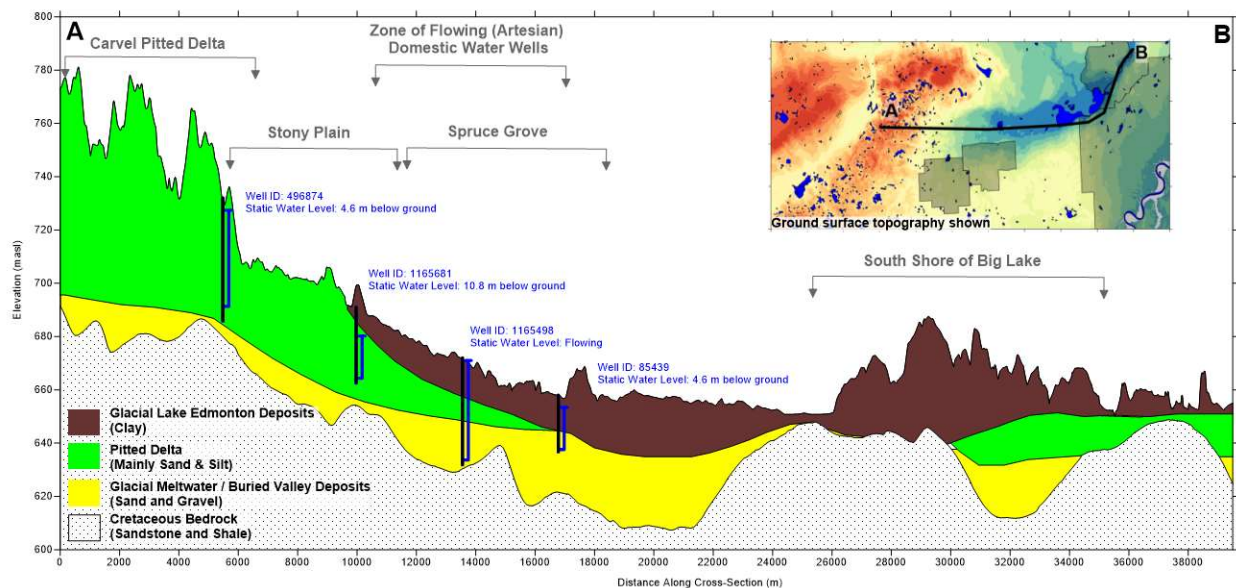 A
B
Carvel Pitted Delta
Zone of Flowing (Artesian)
Domestic Water Wells
Stony Plain
Spruce Grove
South Shore of Big Lake
A
B
Ground surface topography shown
Well ID: 496874
Static Water Level: 4.6 m below ground
Well ID: 1165681
Static Water Level: 10.8 m below ground
Well ID: 1165498
Static Water Level: Flowing
Well ID: 85439
Static Water Level: 4.6 m below ground
Glacial Lake Edmonton Deposits
(Clay)
Pitted Delta
(Mainly Sand & Silt)
Glacial Meltwater / Buried Valley Deposits
(Sand and Gravel)
Cretaceous Bedrock
(Sandstone and Shale)
Elevation (masl)
800
780
760
740
720
700
680
660
640
620
600
0 2000 4000 6000 8000 10000 12000 14000 16000 18000 20000 22000 24000 26000 28000 30000 32000 34000 36000 38000
Distance Along Cross-Section (m)